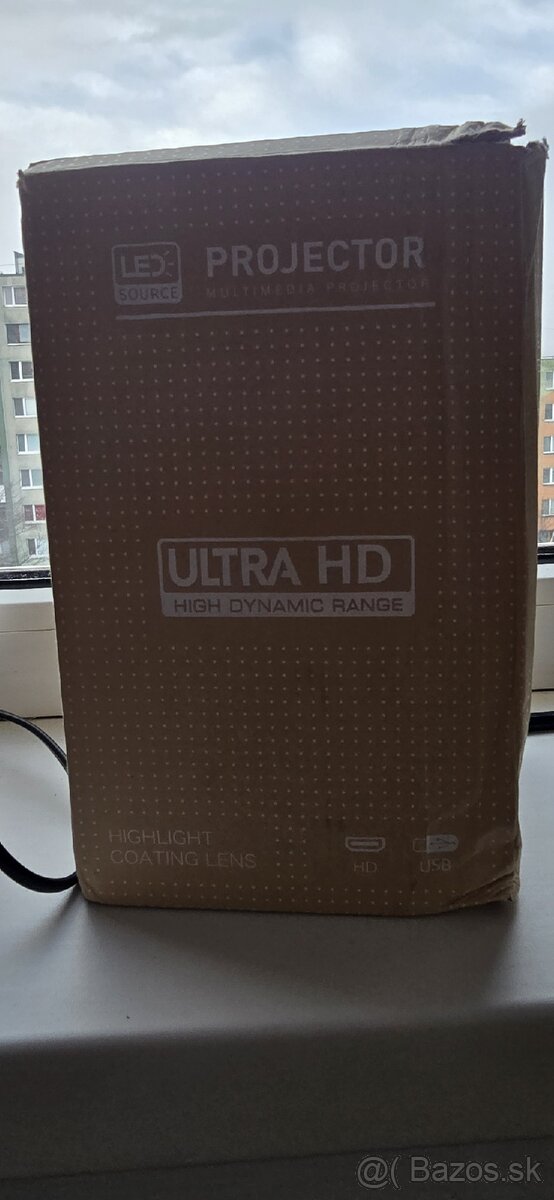 LED
SOURCE
PROJECTOR
MULTIMEDIA PROJECTOR
ULTRA HD
HIGH DYNAMIC RANGE
HIGHLIGHT
COATING LENS
HD
USB
@( Bazos.sk